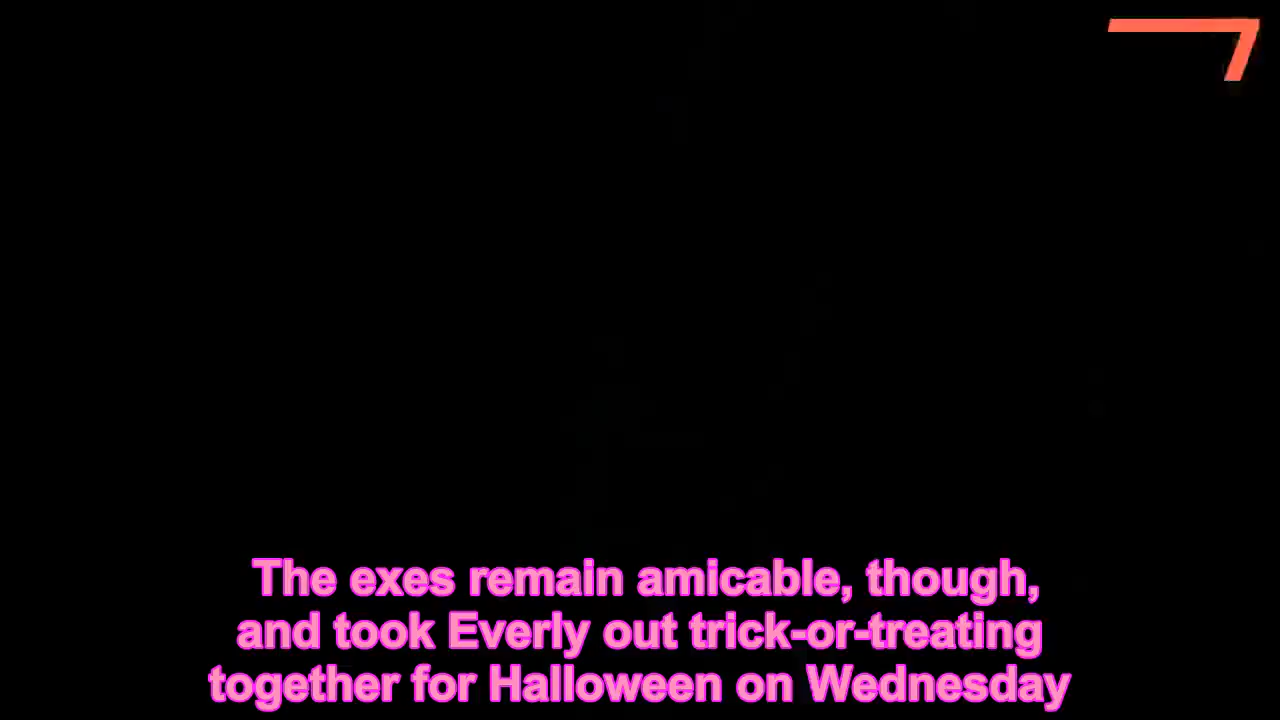 The exes remain amicable, though,
and took Everly out trick-or-treating
together for Halloween on Wednesday